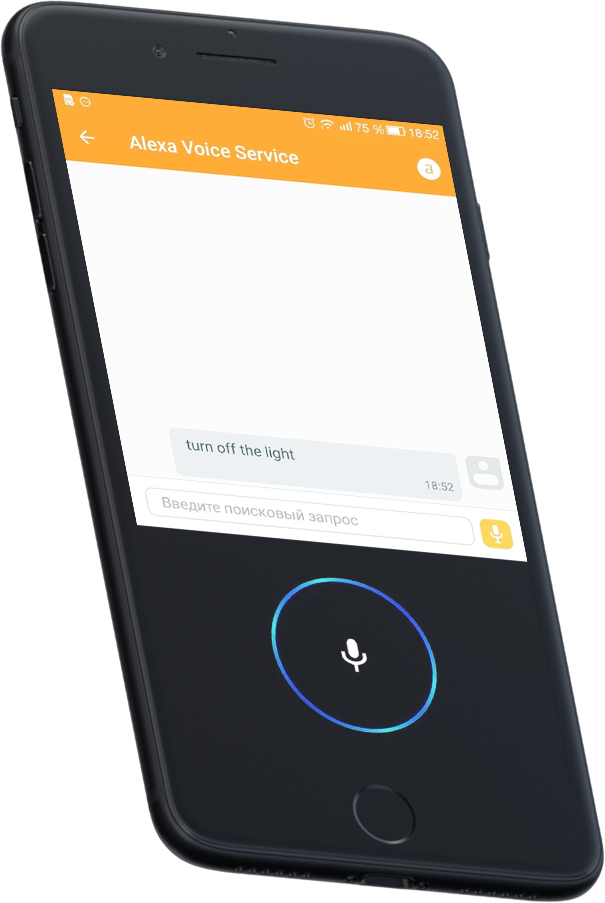 75 % 18:52
Alexa Voice Service
a
turn off the light
18:52
Введите поисковый запрос